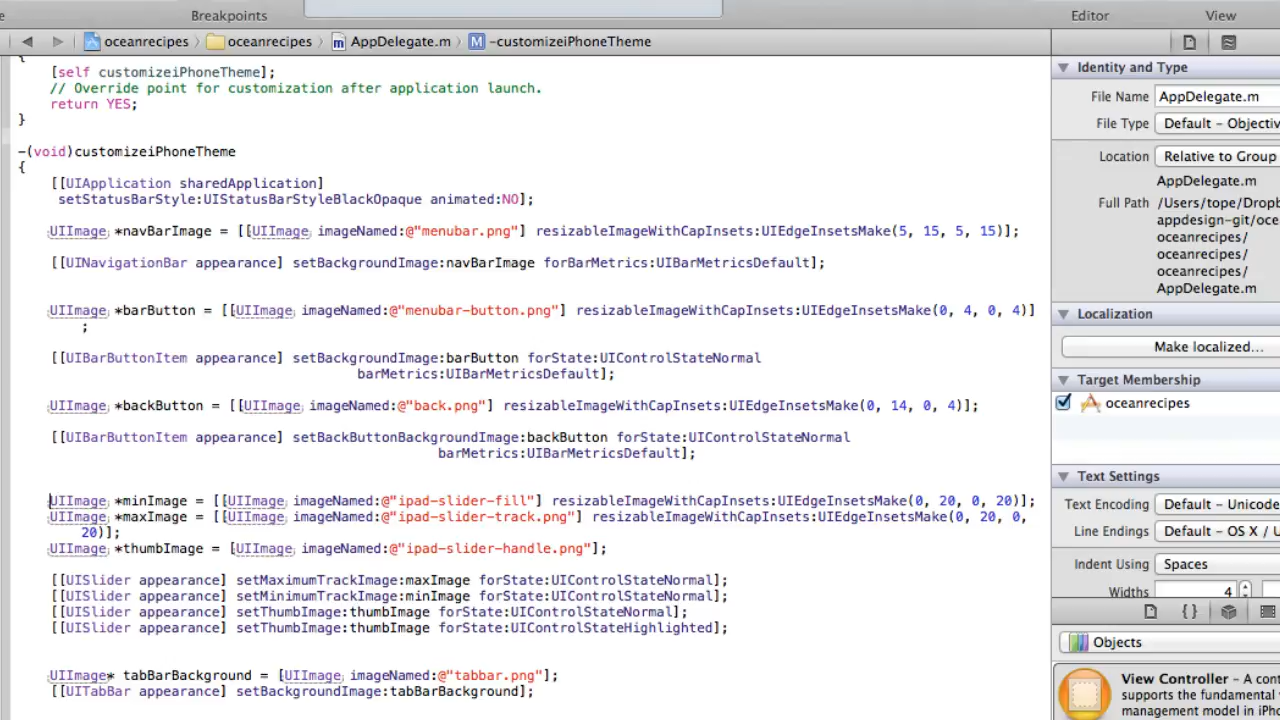 e
Breakpoints
Editor
View
oceanrecipes
oceanrecipes
AppDelegate.m
M -customizeiPhoneTheme
{
[self customizeiPhoneTheme];
// Override point for customization after application launch.
return YES;
}
-(void)customizeiPhoneTheme
{
[[UIApplication sharedApplication]
setStatusBarStyle:UIStatusBarStyleBlackOpaque animated:NO];
UIImage *navBarImage = [[UIImage imageNamed:@"menubar.png"] resizableImageWithCapInsets:UIEdgeInsetsMake(5, 15, 5, 15)];
[[UINavigationBar appearance] setBackgroundImage:navBarImage forBarMetrics:UIBarMetricsDefault];
UIImage *barButton = [[UIImage imageNamed:@"menubar-button.png"] resizableImageWithCapInsets:UIEdgeInsetsMake(0, 4, 0, 4)]
;
[[UIBarButtonItem appearance] setBackgroundImage:barButton forState:UIControlStateNormal
barMetrics:UIBarMetricsDefault];
UIImage *backButton = [[UIImage imageNamed:@"back.png"] resizableImageWithCapInsets:UIEdgeInsetsMake(0, 14, 0, 4)];
[[UIBarButtonItem appearance] setBackButtonBackgroundImage:backButton forState:UIControlStateNormal
barMetrics:UIBarMetricsDefault];
UIImage *minImage = [[UIImage imageNamed:@"ipad-slider-fill"] resizableImageWithCapInsets:UIEdgeInsetsMake(0, 20, 0, 20)];
UIImage *maxImage = [[UIImage imageNamed:@"ipad-slider-track.png"] resizableImageWithCapInsets:UIEdgeInsetsMake(0, 20, 0,
20)];
UIImage *thumbImage = [UIImage imageNamed:@"ipad-slider-handle.png"];
[[UISlider appearance] setMaximumTrackImage:maxImage forState:UIControlStateNormal];
[[UISlider appearance] setMinimumTrackImage:minImage forState:UIControlStateNormal];
[[UISlider appearance] setThumbImage:thumbImage forState:UIControlStateNormal];
[[UISlider appearance] setThumbImage:thumbImage forState:UIControlStateHighlighted];
UIImage* tabBarBackground = [UIImage imageNamed:@"tabbar.png"];
[[UITabBar appearance] setBackgroundImage:tabBarBackground];
Identity and Type
File Name AppDelegate.m
File Type Default - Objectiv
Location Relative to Group
AppDelegate.m
Full Path /Users/tope/Dropb
appdesign-git/oce
oceanrecipes/
oceanrecipes/
AppDelegate.m
Localization
Make localized...
Target Membership
oceanrecipes
Text Settings
Text Encoding Default - Unicode
Line Endings Default - OS X / U
Indent Using Spaces
Widths 4
{ }
Objects
View Controller - A cont
supports the fundamental v
management model in iPho